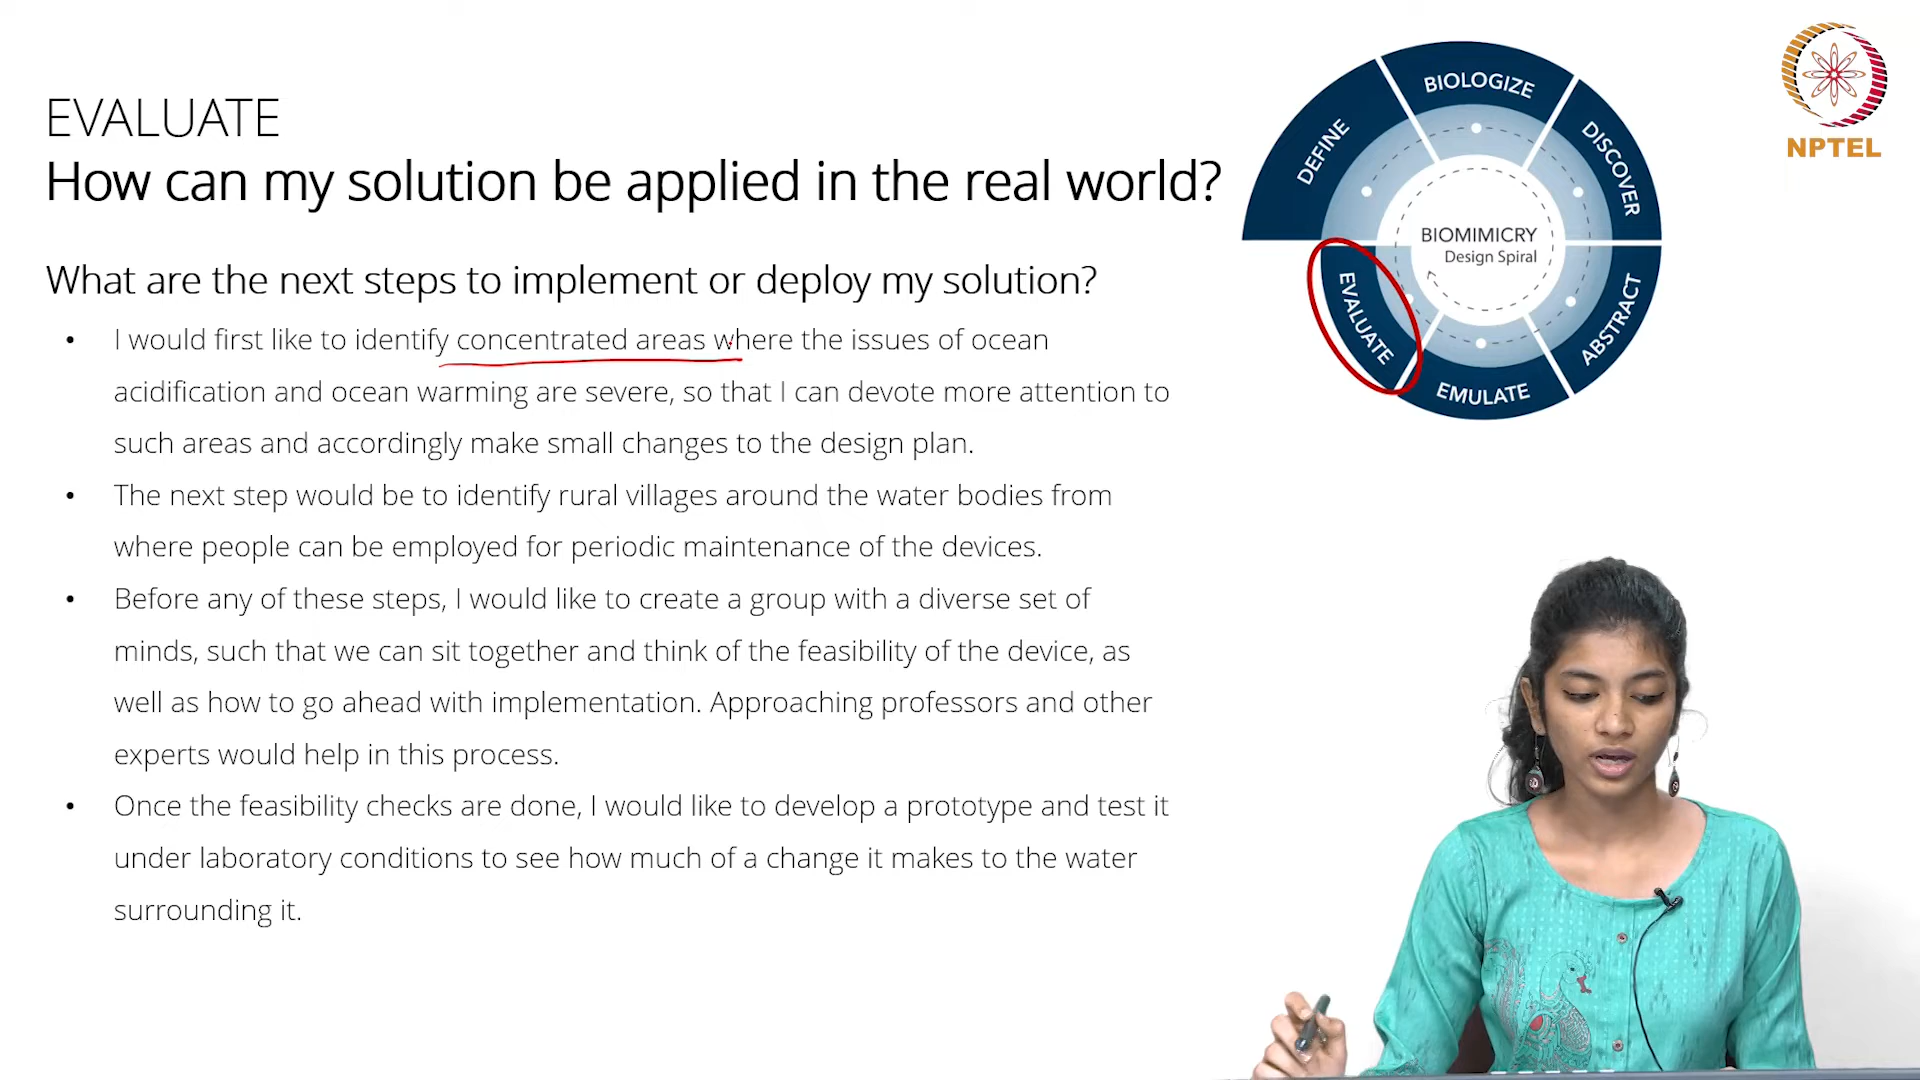 EVALUATE
How can my solution be applied in the real world?
What are the next steps to implement or deploy my solution?
• I would first like to identify concentrated areas where the issues of ocean
acidification and ocean warming are severe, so that I can devote more attention to
such areas and accordingly make small changes to the design plan.
• The next step would be to identify rural villages around the water bodies from
where people can be employed for periodic maintenance of the devices.
• Before any of these steps, I would like to create a group with a diverse set of
minds, such that we can sit together and think of the feasibility of the device, as
well as how to go ahead with implementation. Approaching professors and other
experts would help in this process.
• Once the feasibility checks are done, I would like to develop a prototype and test it
under laboratory conditions to see how much of a change it makes to the water
surrounding it.
DEFINE
BIOLOGIZE
DISCOVER
ABSTRACT
EMULATE
EVALUATE
BIOMIMICRY
Design Spiral
NPTEL